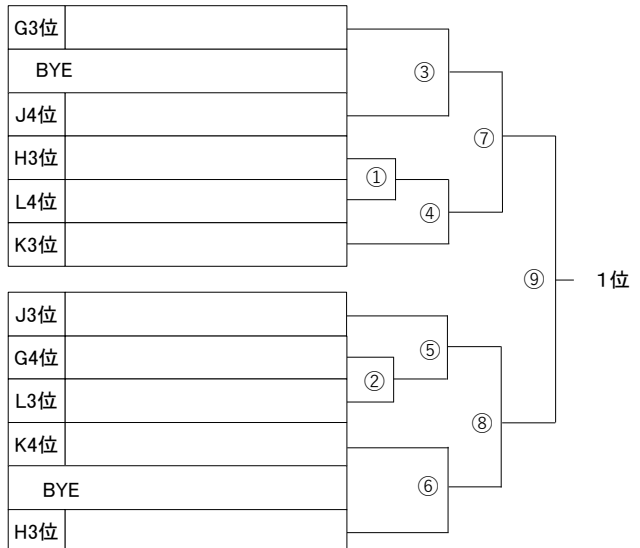 G3位
BYE
③
J4位
⑦
H3位
①
L4位
④
K3位
⑨ 1位
J3位
⑤
G4位
②
L3位
⑧
K4位
⑥
BYE
H3位